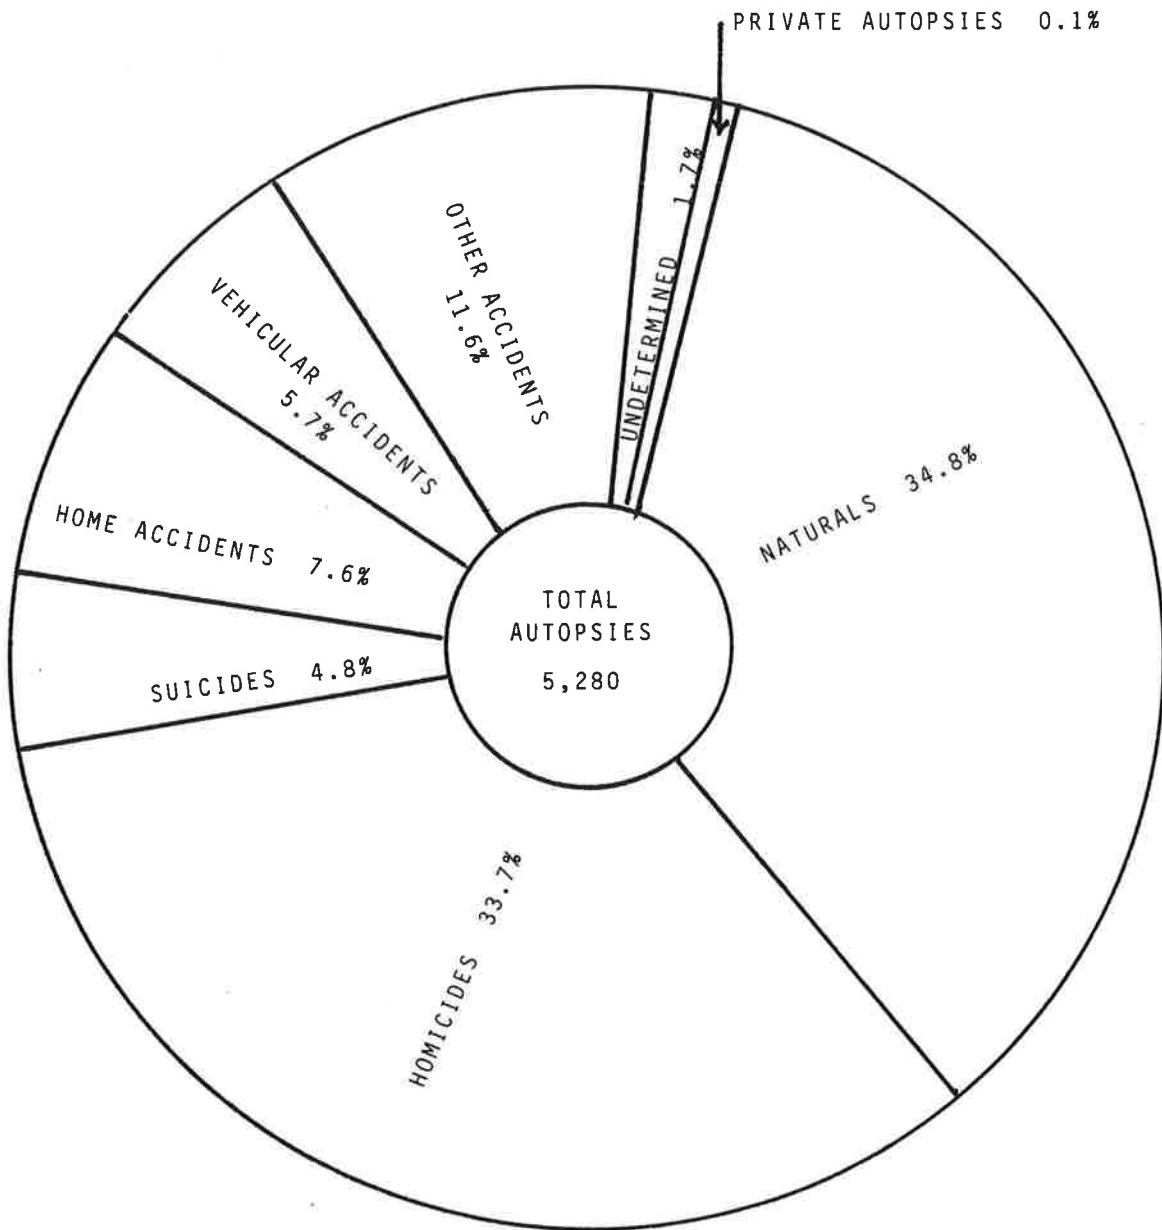 PRIVATE AUTOPSIES 0.1%
UNDETERMINED 1.7%
OTHER ACCIDENTS
11.6%
VEHICULAR ACCIDENTS
5.7%
NATURALS 34.8%
HOME ACCIDENTS 7.6%
TOTAL
AUTOPSIES
5,280
SUICIDES 4.8%
HOMICIDES 33.7%